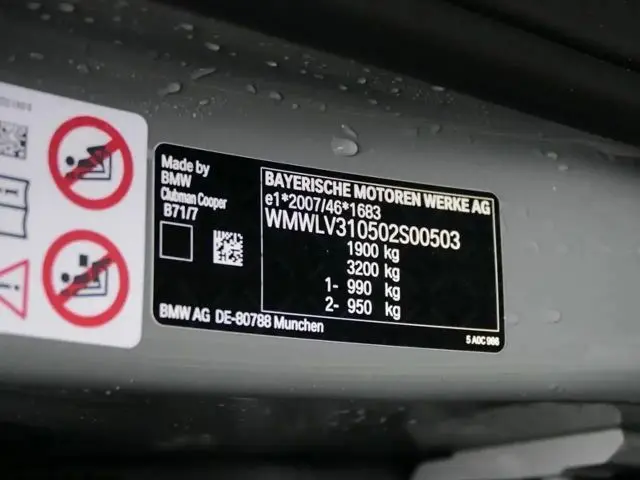 Made by
BMW
Clubman Cooper
B71/7
BAYERISCHE MOTOREN WERKE AG
e1*2007/46*1683
WMWLV310502S00503
1900 kg
3200 kg
1- 990 kg
2- 950 kg
BMW AG DE-80788 Munchen
5 A0C 986